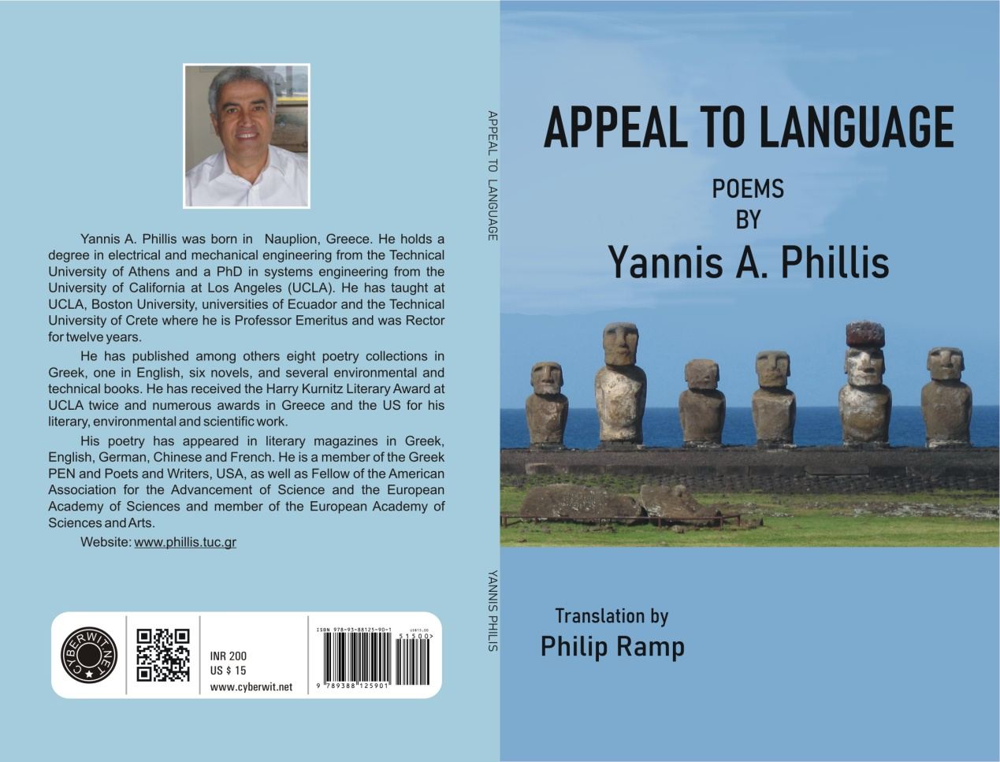 Yannis A. Phillis was born in Nauplion, Greece. He holds a
degree in electrical and mechanical engineering from the Technical
University of Athens and a PhD in systems engineering from the
University of California at Los Angeles (UCLA). He has taught at
UCLA, Boston University, universities of Ecuador and the Technical
University of Crete where he is Professor Emeritus and was Rector
for twelve years.
He has published among others eight poetry collections in
Greek, one in English, six novels, and several environmental and
technical books. He has received the Harry Kurnitz Literary Award at
UCLA twice and numerous awards in Greece and the US for his
literary, environmental and scientific work.
His poetry has appeared in literary magazines in Greek,
English, German, Chinese and French. He is a member of the Greek
PEN and Poets and Writers, USA, as well as Fellow of the American
Association for the Advancement of Science and the European
Academy of Sciences and member of the European Academy of
Sciences and Arts.
Website: www.phillis.tuc.gr
CYBERWIT.NET
INR 200
US $ 15
www.cyberwit.net
ISBN 978-93-88125-90-1
US$15.00
51500>
9 789388 125901
APPEAL TO LANGUAGE
YANNIS PHILIS
APPEAL TO LANGUAGE
POEMS
BY
Yannis A. Phillis
Translation by
Philip Ramp